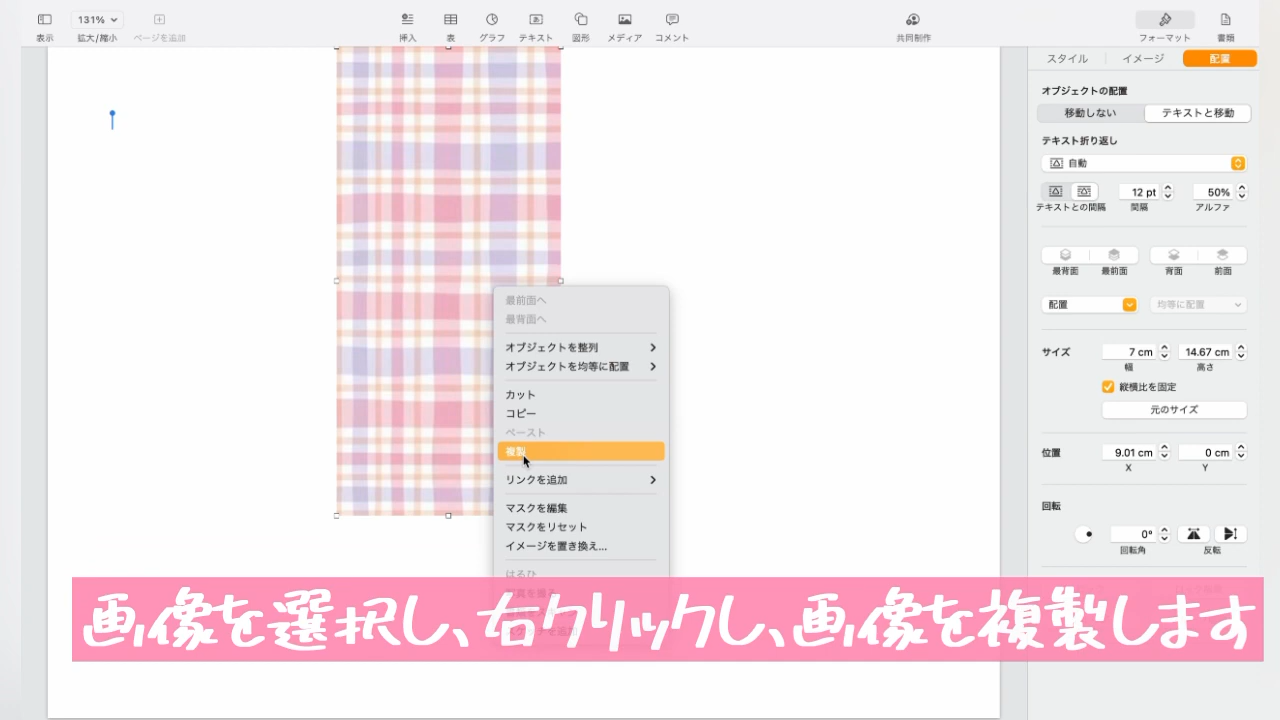 131%
表示
拡大/縮小
ページを追加
挿入
表
グラフ
テキスト
図形
メディア
コメント
共同制作
フォーマット
書類
スタイル
イメージ
配置
オブジェクトの配置
移動しない
テキストと移動
テキスト折り返し
自動
12 pt
50%
テキストとの間隔
間隔
アルファ
最背面
最前面
背面
前面
配置
均等に配置
サイズ
7 cm
14.67 cm
幅
高さ
縦横比を固定
元のサイズ
位置
9.01 cm
0 cm
X
Y
回転
0°
回転角
反転
最前面へ
最背面へ
オブジェクトを整列
オブジェクトを均等に配置
カット
コピー
ペースト
複製
リンクを追加
マスクを編集
マスクをリセット
イメージを置き換え...
はるひ
画像を選択し、右クリックし、画像を複製します